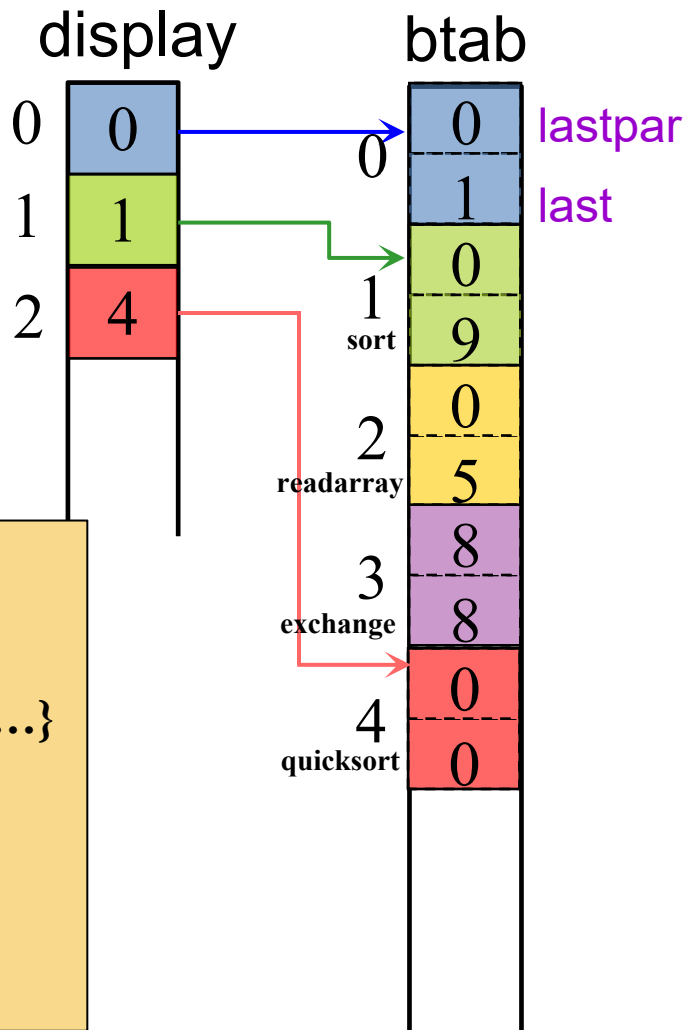 display btab
0 0 0 lastpar
0
1 last
1 1 0
1
sort 9
2 4
0
2
readarray 5
8
3
exchange 8
...}
0
4
quicksort 0